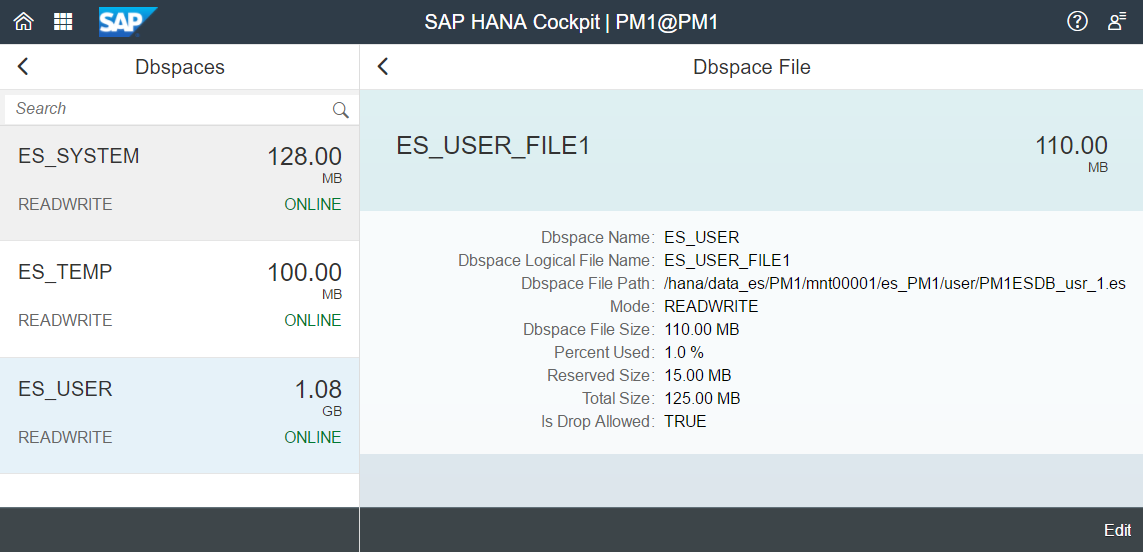 SAP
SAP HANA Cockpit | PM1@PM1
Dbspaces
Dbspace File
Search
ES_SYSTEM 128.00
MB
READWRITE ONLINE
ES_TEMP 100.00
MB
READWRITE ONLINE
ES_USER 1.08
GB
READWRITE ONLINE
ES_USER_FILE1 110.00
MB
Dbspace Name: ES_USER
Dbspace Logical File Name: ES_USER_FILE1
Dbspace File Path: /hana/data_es/PM1/mnt00001/es_PM1/user/PM1ESDB_usr_1.es
Mode: READWRITE
Dbspace File Size: 110.00 MB
Percent Used: 1.0 %
Reserved Size: 15.00 MB
Total Size: 125.00 MB
Is Drop Allowed: TRUE
Edit